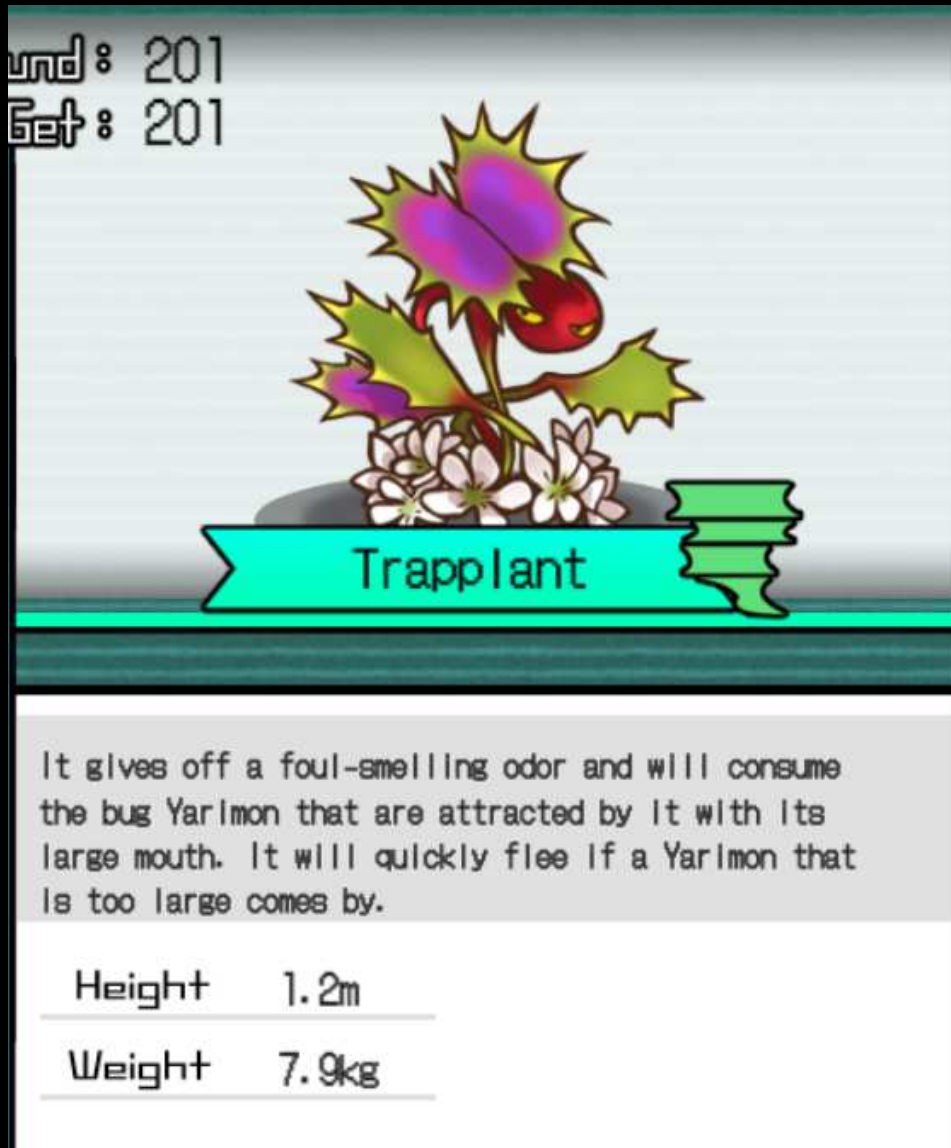 und: 201
Get: 201
Trapplant
It gives off a foul-smelling odor and will consume
the bug Yarimon that are attracted by it with its
large mouth. It will quickly flee if a Yarimon that
is too large comes by.
Height 1.2m
Weight 7.9kg